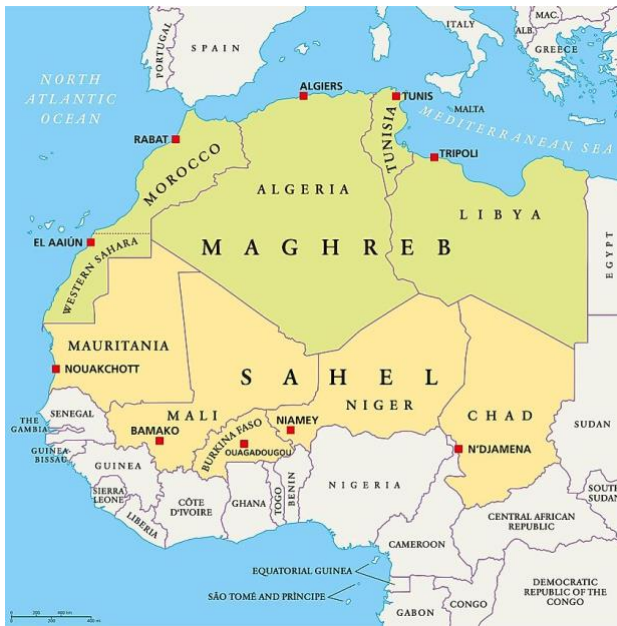 PORTUGAL
SPAIN
ITALY
MAC.
ALB.
GREECE
NORTH
ATLANTIC
OCEAN
ALGIERS
TUNIS
MALTA
MEDITERRANEAN SEA
RABAT
MOROCCO
TUNISIA
TRIPOLI
ALGERIA
LIBYA
EGYPT
EL AAIÚN
WESTERN SAHARA
MAGHREB
MAURITANIA
NOUAKCHOTT
SAHEL
SENEGAL
MALI
NIGER
CHAD
THE
GAMBIA
BAMAKO
BURKINA FASO
NIAMEY
SUDAN
GUINEA
BISSAU
OUAGADOUGOU
N'DJAMENA
GUINEA
NIGERIA
SIERRA
LEONE
CÔTE
D'IVOIRE
GHANA
TOGO
BENIN
SOUTH
SUDAN
LIBERIA
CENTRAL AFRICAN
REPUBLIC
CAMEROON
EQUATORIAL GUINEA
SÃO TOMÉ AND PRÍNCIPE
GABON
CONGO
DEMOCRATIC
REPUBLIC OF THE
CONGO